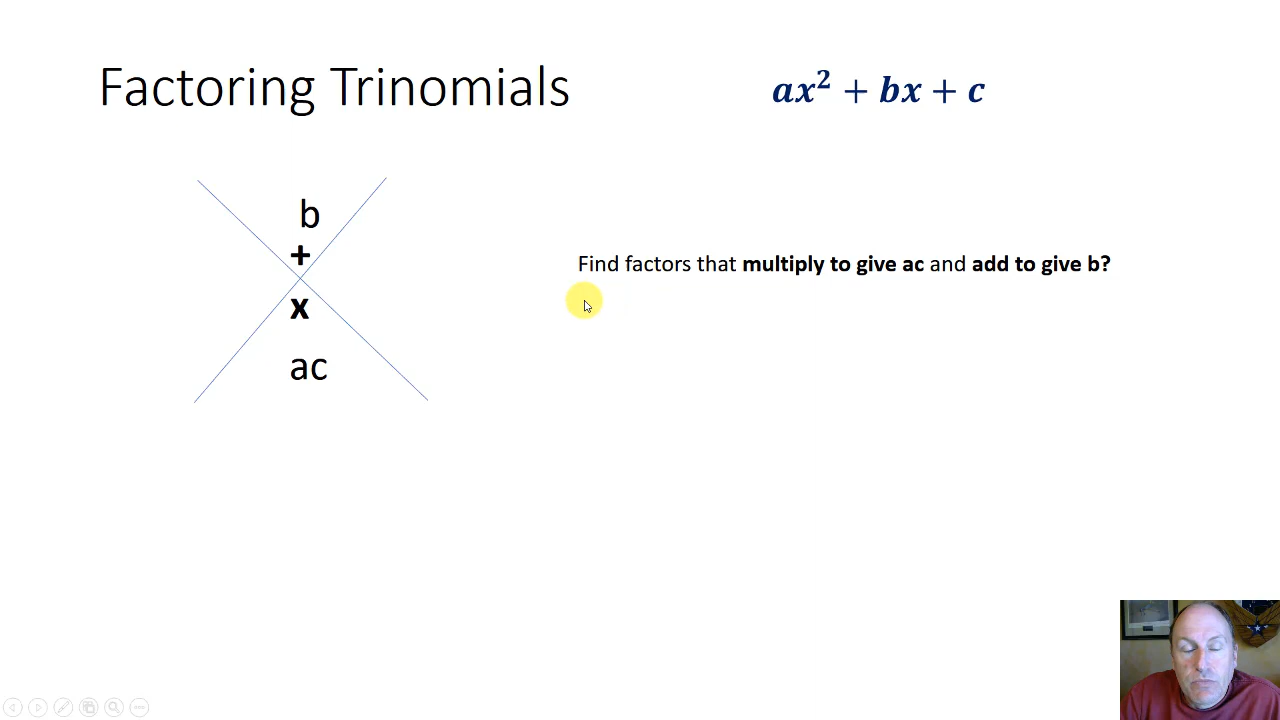 Factoring Trinomials
ax² + bx + c
b
+
x
ac
Find factors that multiply to give ac and add to give b?